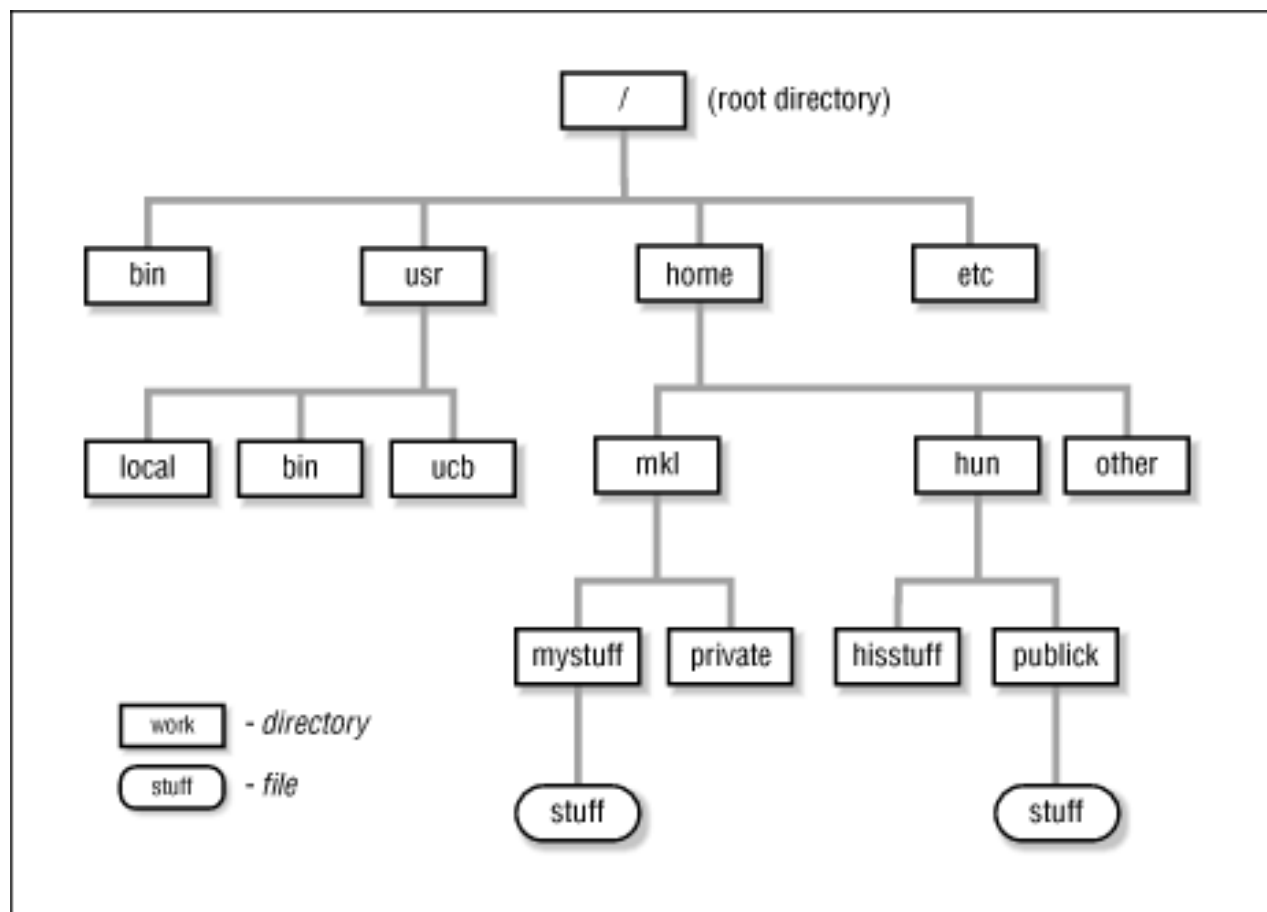 / (root directory)
bin usr home etc
local bin ucb mkl hun other
mystuff private hisstuff publick
work - directory
stuff - file
stuff stuff